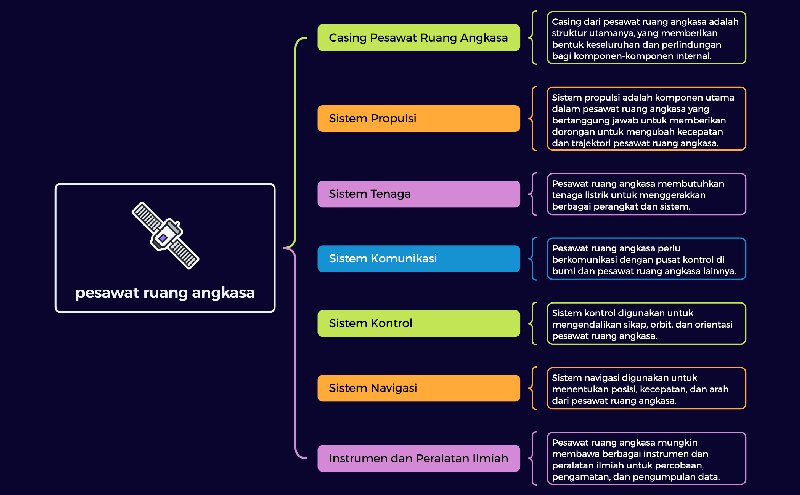 pesawat ruang angkasa
Casing Pesawat Ruang Angkasa
Casing dari pesawat ruang angkasa adalah
struktur utamanya, yang memberikan
bentuk keseluruhan dan perlindungan
bagi komponen-komponen internal.
Sistem Propulsi
Sistem propulsi adalah komponen utama
dalam pesawat ruang angkasa yang
bertanggung jawab untuk memberikan
dorongan untuk mengubah kecepatan
dan trajektori pesawat ruang angkasa.
Sistem Tenaga
Pesawat ruang angkasa membutuhkan
tenaga listrik untuk menggerakkan
berbagai perangkat dan sistem.
Sistem Komunikasi
Pesawat ruang angkasa perlu
berkomunikasi dengan pusat kontrol di
bumi dan pesawat ruang angkasa lainnya.
Sistem Kontrol
Sistem kontrol digunakan untuk
mengendalikan sikap, orbit, dan orientasi
pesawat ruang angkasa.
Sistem Navigasi
Sistem navigasi digunakan untuk
menentukan posisi, kecepatan, dan arah
dari pesawat ruang angkasa.
Instrumen dan Peralatan Ilmiah
Pesawat ruang angkasa mungkin
membawa berbagai instrumen dan
peralatan ilmiah untuk percobaan,
pengamatan, dan pengumpulan data.